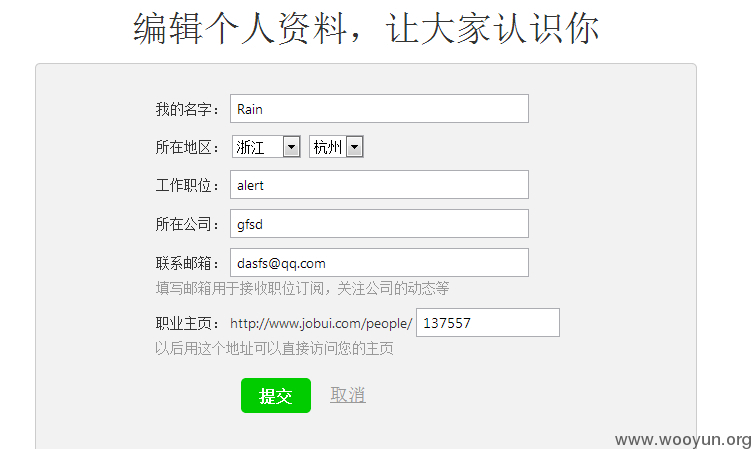 编辑个人资料，让大家认识你
我的名字： Rain
所在地区： 浙江 杭州
工作职位： alert
所在公司： gfsd
联系邮箱： dasfs@qq.com
填写邮箱用于接收职位订阅，关注公司的动态等
职业主页： http://www.jobui.com/people/ 137557
以后用这个地址可以直接访问您的主页
提交 取消
www.wooyun.org